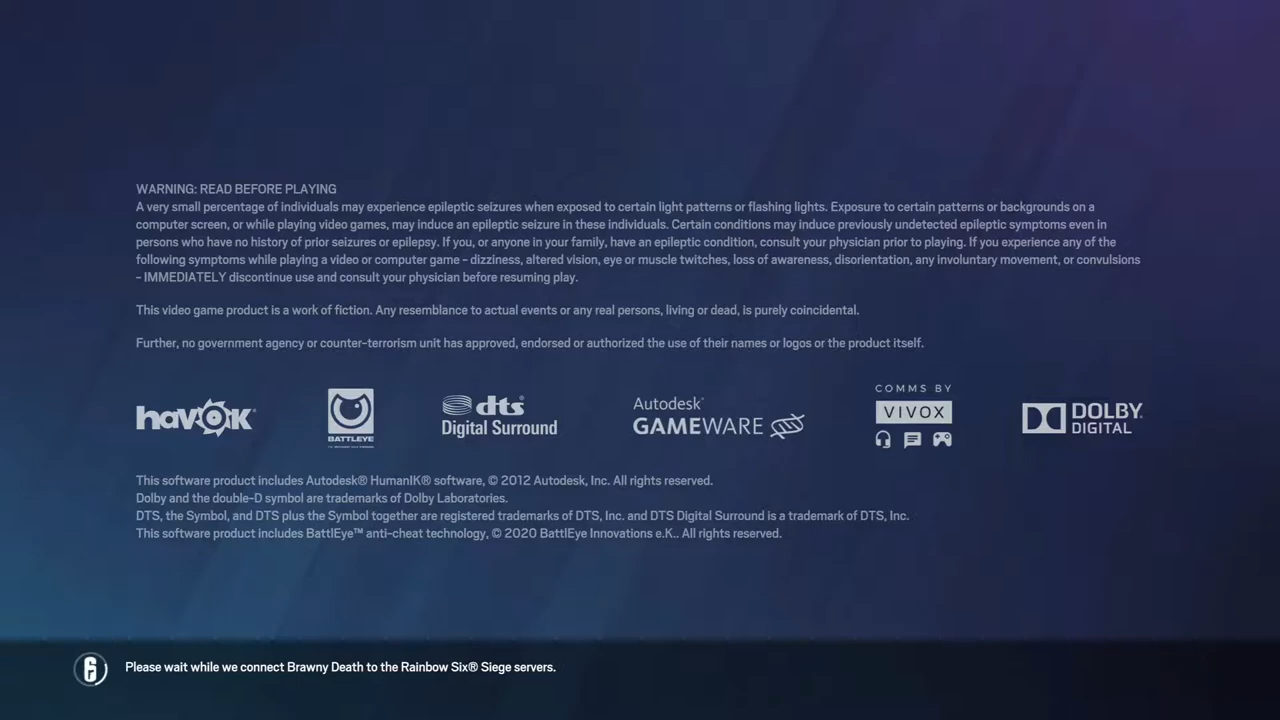 WARNING: READ BEFORE PLAYING
A very small percentage of individuals may experience epileptic seizures when exposed to certain light patterns or flashing lights. Exposure to certain patterns or backgrounds on a
computer screen, or while playing video games, may induce an epileptic seizure in these individuals. Certain conditions may induce previously undetected epileptic symptoms even in
persons who have no history of prior seizures or epilepsy. If you, or anyone in your family, have an epileptic condition, consult your physician prior to playing. If you experience any of the
following symptoms while playing a video or computer game - dizziness, altered vision, eye or muscle twitches, loss of awareness, disorientation, any involuntary movement, or convulsions
- IMMEDIATELY discontinue use and consult your physician before resuming play.
This video game product is a work of fiction. Any resemblance to actual events or any real persons, living or dead, is purely coincidental.
Further, no government agency or counter-terrorism unit has approved, endorsed or authorized the use of their names or logos or the product itself.
havok®
BATTLEYE
dts®
Digital Surround
Autodesk®
GAMEWARE
COMMS BY
VIVOX
DOLBY®
DIGITAL
This software product includes Autodesk® HumanIK® software, © 2012 Autodesk, Inc. All rights reserved.
Dolby and the double-D symbol are trademarks of Dolby Laboratories.
DTS, the Symbol, and DTS plus the Symbol together are registered trademarks of DTS, Inc. and DTS Digital Surround is a trademark of DTS, Inc.
This software product includes BattlEye™ anti-cheat technology, © 2020 BattlEye Innovations e.K.. All rights reserved.
6
Please wait while we connect Brawny Death to the Rainbow Six® Siege servers.